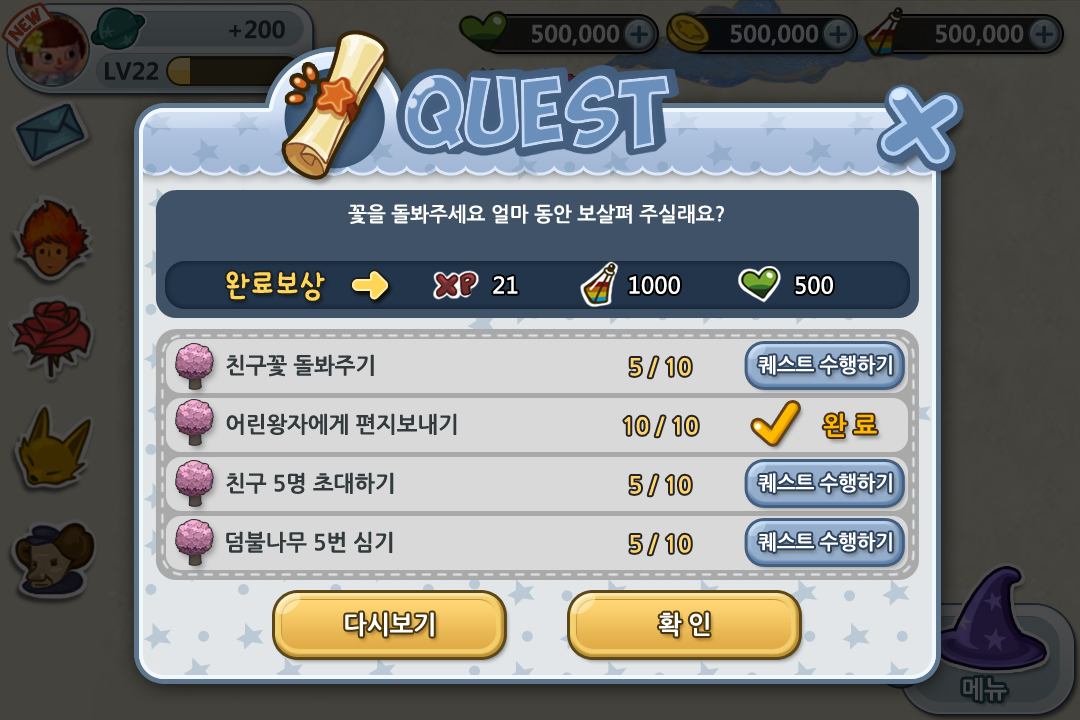 NEW
+200
500,000
500,000
500,000
LV22
QUEST
꽃을 돌봐주세요 얼마 동안 보살펴 주실래요?
완료보상 XP 21 1000 500
친구꽃 돌봐주기 5 / 10 퀘스트 수행하기
어린왕자에게 편지보내기 10 / 10 완 료
친구 5명 초대하기 5 / 10 퀘스트 수행하기
덤불나무 5번 심기 5 / 10 퀘스트 수행하기
다시보기
확 인
메뉴